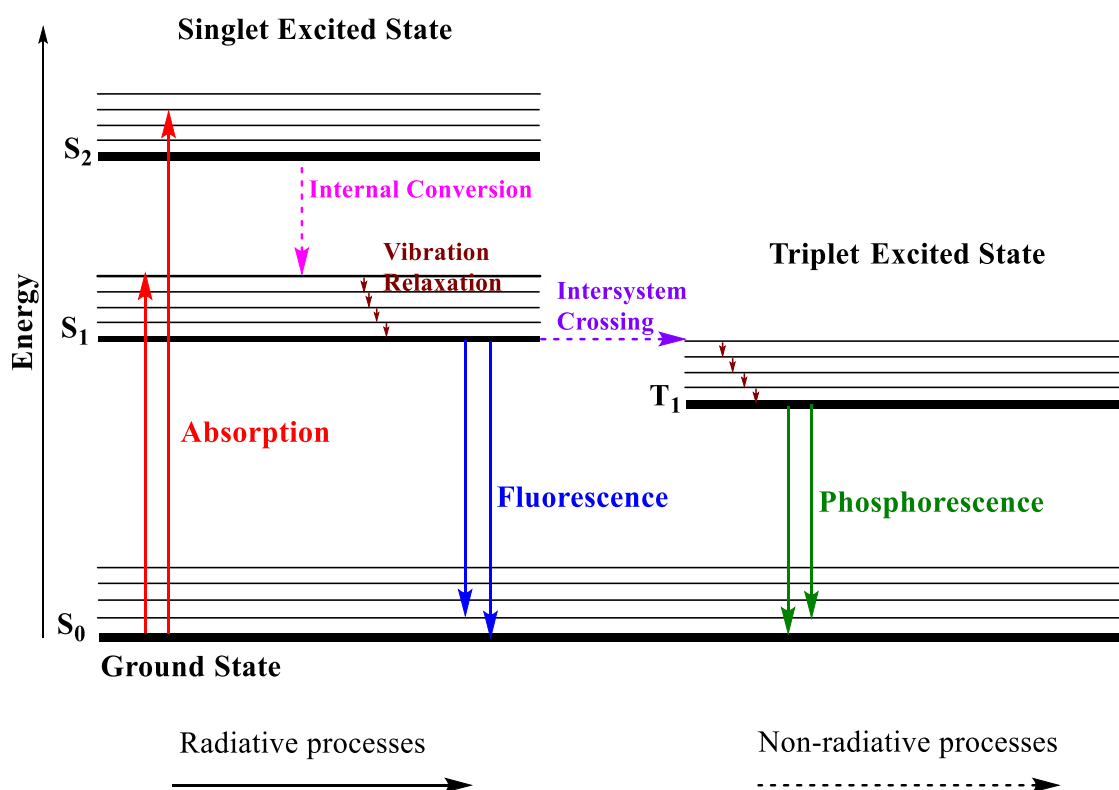 Singlet Excited State
S₂
Internal Conversion
Vibration
Relaxation
Triplet Excited State
Intersystem
Crossing
Energy
S₁
T₁
Absorption
Fluorescence
Phosphorescence
S₀
Ground State
Radiative processes
Non-radiative processes